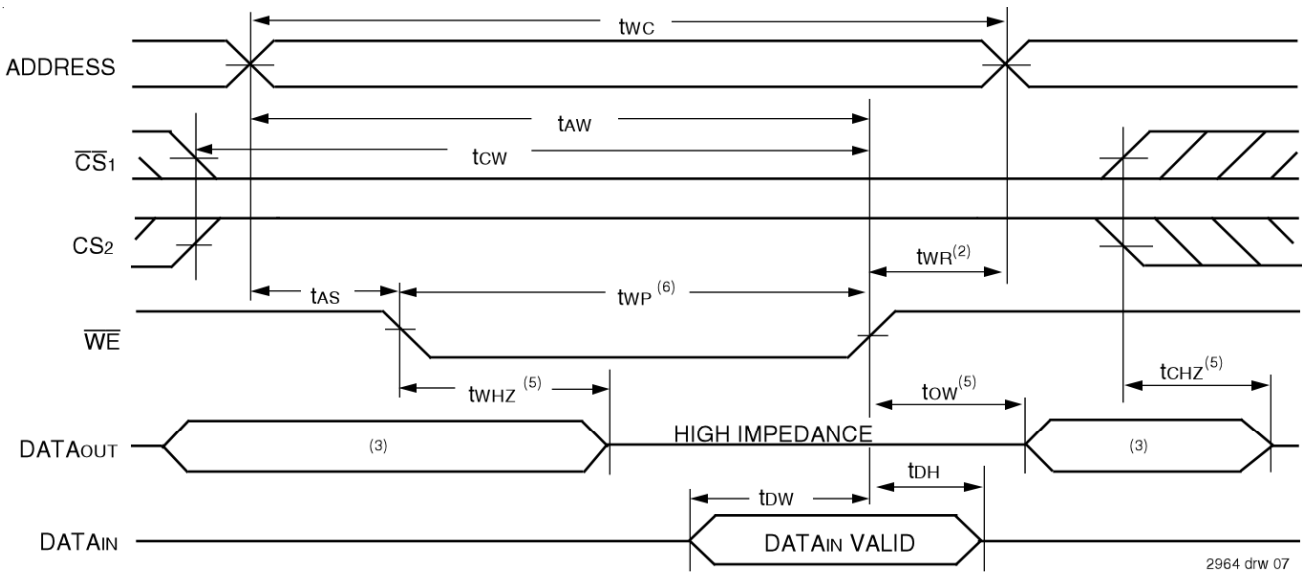 tWC
ADDRESS
tAW
tCW
CS1
CS2
tWR(2)
tAS
tWP (6)
WE
tWHZ (5)
tOW(5)
tCHZ(5)
DATAOUT
(3)
HIGH IMPEDANCE
(3)
tDW
tDH
DATAIN
DATAIN VALID
2964 drw 07